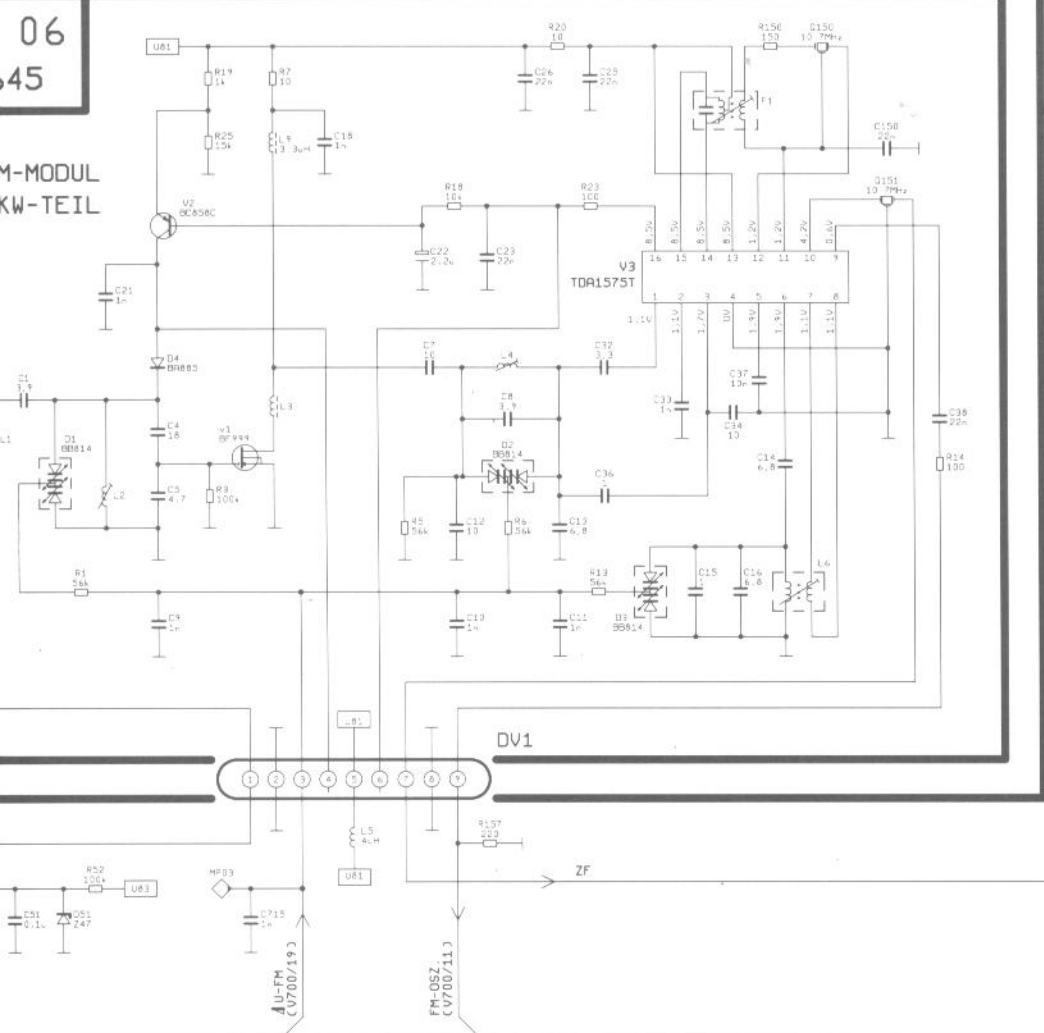 06
645
M-MODUL
KW-TEIL
U81
R19
1k
R7
10
R20
10
C26
22n
C25
22n
R150
150
Q150
10.7MHz
F1
C150
22n
R25
15k
L9
3.3uH
C18
1n
Q151
10.7MHz
V2
BC858C
R18
10k
R23
100
C22
2.2u
C23
22n
8.5V
8.5V
8.5V
8.5V
1.2V
1.2V
4.2V
0.6V
16 15 14 13 12 11 10 9
V3
TDA1575T
1 2 3 4 5 6 7 8
1.1V
1.1V
1.7V
0V
1.9V
1.9V
1.1V
1.1V
C21
1n
D4
BA885
C7
10
L4
C32
3.3
C37
10n
C1
3.9
L3
C8
3.9
C33
1n
C34
10
C38
22n
L1
D1
BB814
C4
18
V1
BF999
D2
BB814
C14
6.8
R14
100
L2
C5
4.7
R3
100k
C36
1
R5
56k
C12
10
R6
56k
C13
6.8
R1
56k
R13
56k
C15
1
C16
6.8
L6
C9
1n
C10
1n
C11
1n
D3
BB814
DV1
1 2 3 4 5 6 7 8 9
L5
R157
220
ZF
R52
100k
U83
MP03
U81
C51
0.1u
D51
Z47
C715
1n
U-FM
(V700/19)
FM-OSZ.
(V700/11)